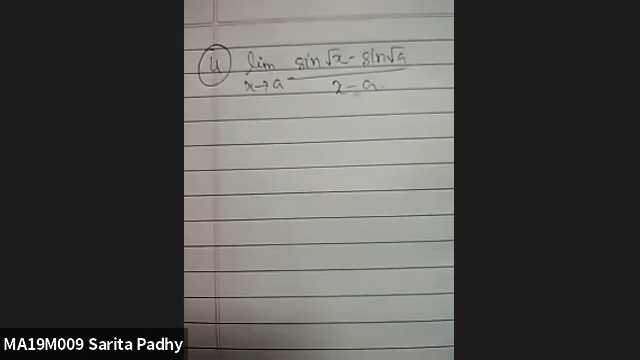 4 lim sin √x - sin √a
x→a x - a
MA19M009 Sarita Padhy